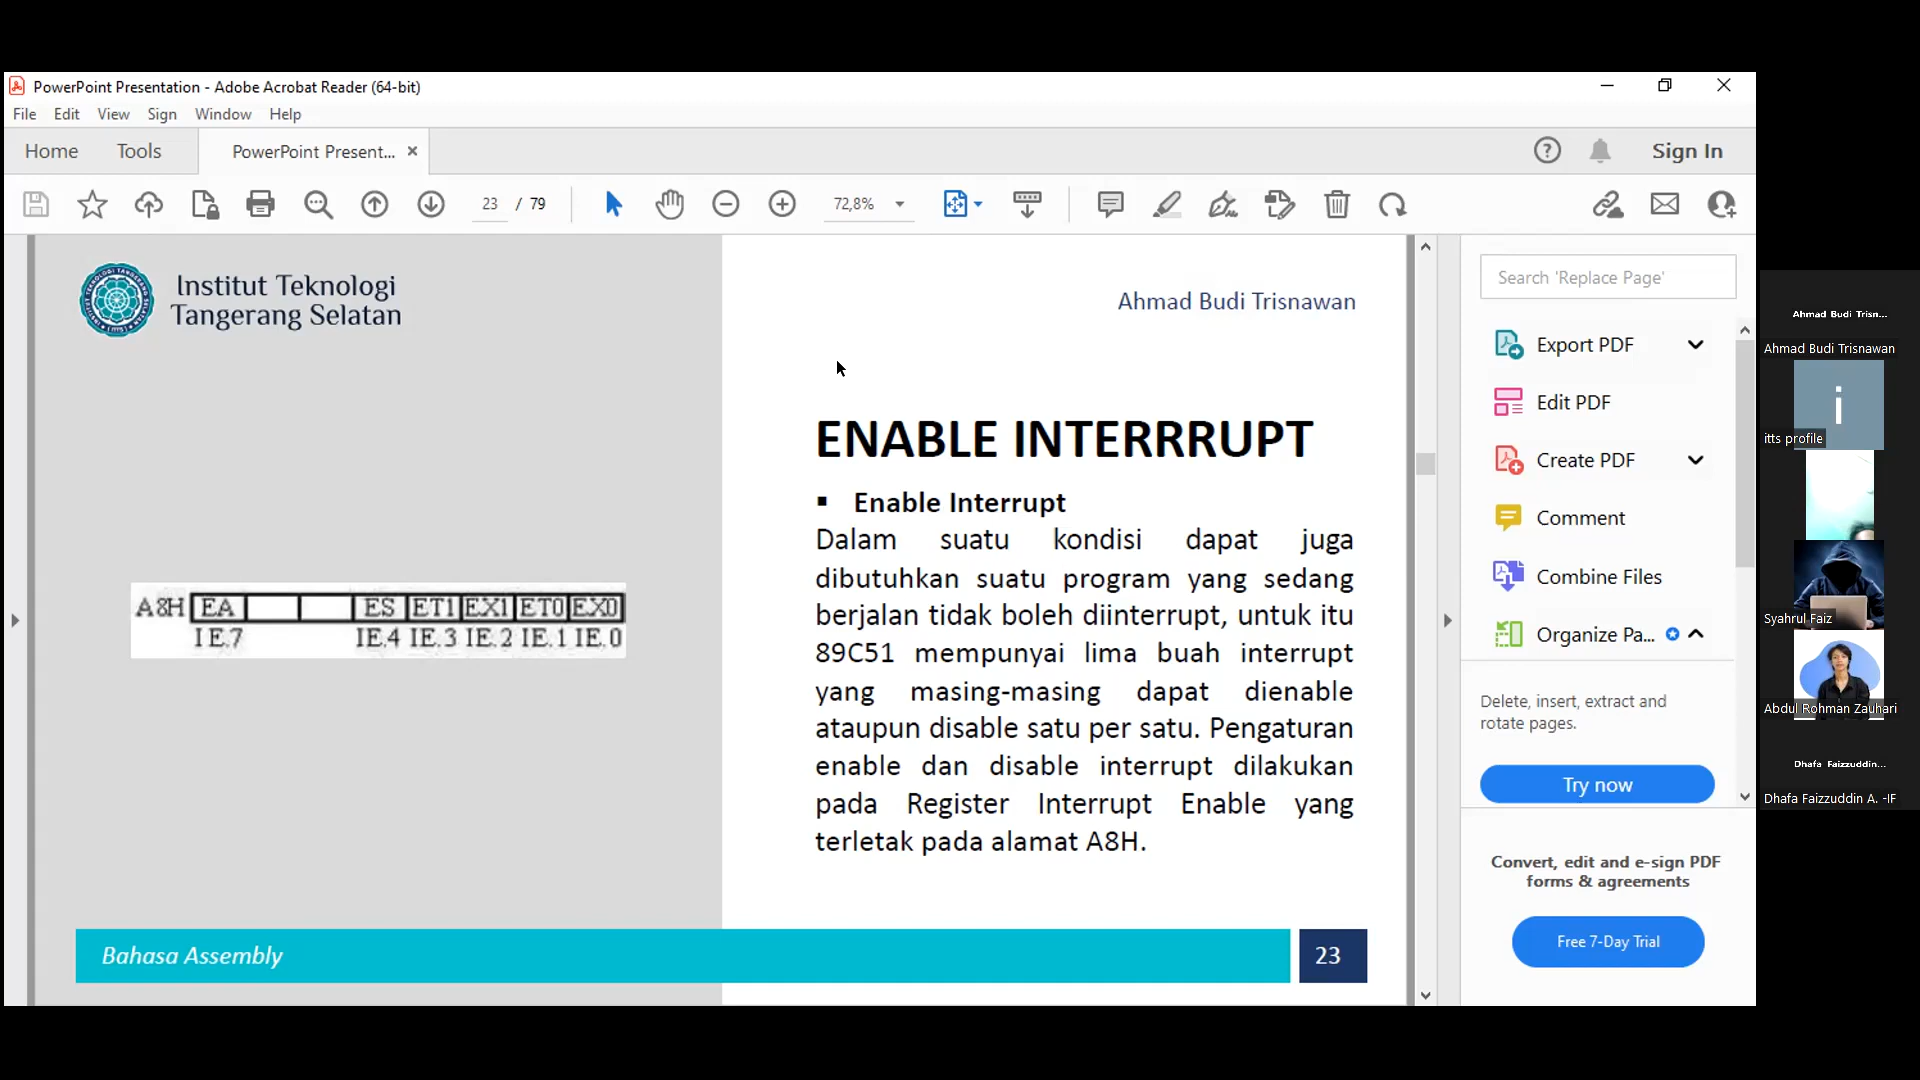 PowerPoint Presentation - Adobe Acrobat Reader (64-bit)
File Edit View Sign Window Help
Home Tools PowerPoint Present... Sign In
23 / 79 72,8%
Institut Teknologi
Tangerang Selatan
Ahmad Budi Trisnawan
ENABLE INTERRRUPT
▪ Enable Interrupt
Dalam suatu kondisi dapat juga
dibutuhkan suatu program yang sedang
berjalan tidak boleh diinterrupt, untuk itu
89C51 mempunyai lima buah interrupt
yang masing-masing dapat dienable
ataupun disable satu per satu. Pengaturan
enable dan disable interrupt dilakukan
pada Register Interrupt Enable yang
terletak pada alamat A8H.
A8H EA ES ET1 EX1 ET0 EX0
IE.7 IE.4 IE.3 IE.2 IE.1 IE.0
Bahasa Assembly
23
Search 'Replace Page'
Export PDF
Edit PDF
Create PDF
Comment
Combine Files
Organize Pa...
Delete, insert, extract and
rotate pages.
Try now
Convert, edit and e-sign PDF
forms & agreements
Free 7-Day Trial
Ahmad Budi Trisn...
Ahmad Budi Trisnawan
i
itts profile
Syahrul Faiz
Abdul Rohman Zauhari
Dhafa Faizzuddin...
Dhafa Faizzuddin A. -IF